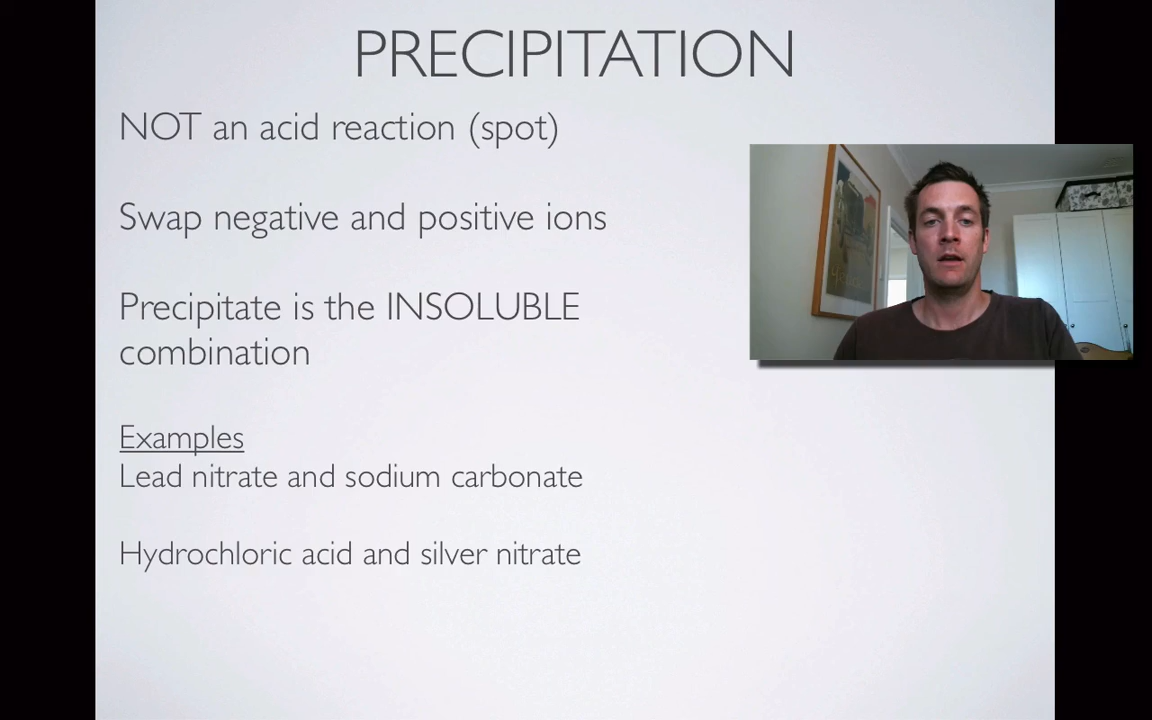 PRECIPITATION
NOT an acid reaction (spot)
Swap negative and positive ions
Precipitate is the INSOLUBLE
combination
Examples
Lead nitrate and sodium carbonate
Hydrochloric acid and silver nitrate